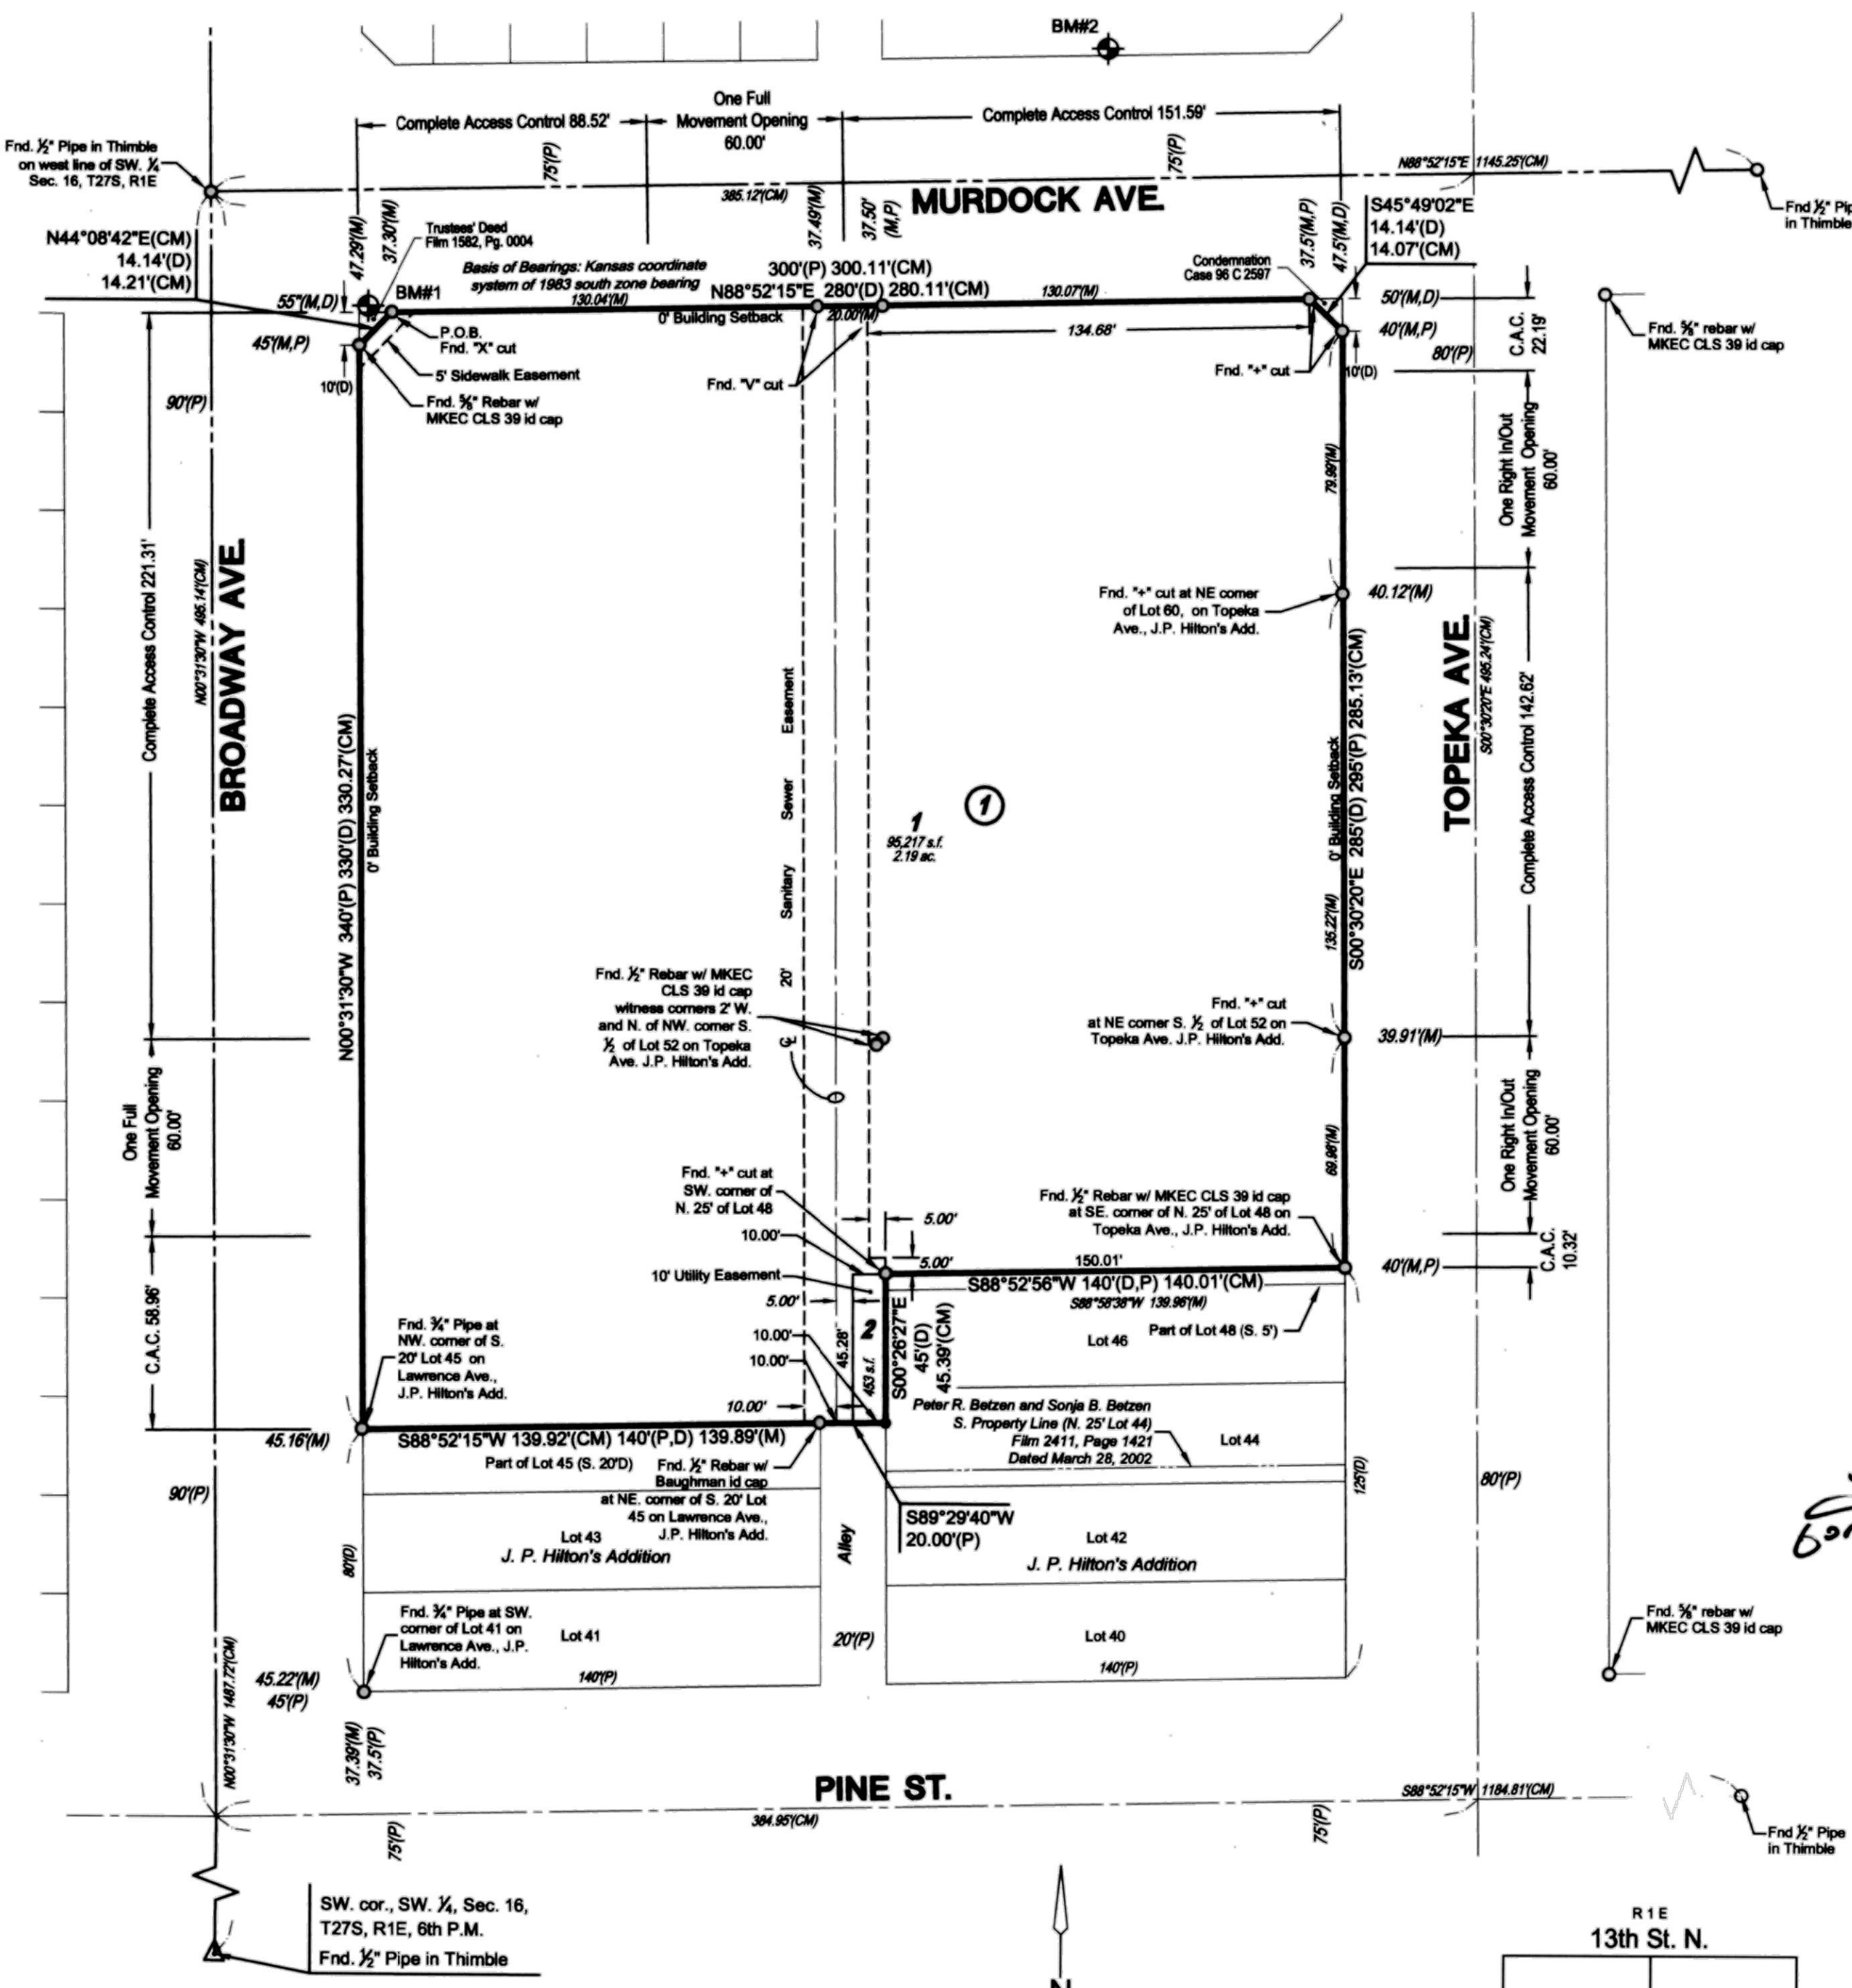 BM#2
One Full
Movement Opening
60.00'
Complete Access Control 88.52'
Complete Access Control 151.59'
Fnd. ½" Pipe in Thimble
on west line of SW. ¼
Sec. 16, T27S, R1E
75'(P)
75'(P)
N88°52'15"E 1145.25'(CM)
385.12'(CM)
MURDOCK AVE.
Fnd ½" Pip
in Thimble
N44°08'42"E(CM)
14.14'(D)
14.21'(CM)
47.29'(M)
37.30'(M)
Trustees' Deed
Film 1582, Pg. 0004
37.49'(M)
37.50'
(M,P)
37.5'(M,P)
47.5'(M,D)
S45°49'02"E
14.14'(D)
14.07'(CM)
Basis of Bearings: Kansas coordinate
system of 1983 south zone bearing
300'(P) 300.11'(CM)
N88°52'15"E 280'(D) 280.11'(CM)
Condemnation
Case 96 C 2597
55"(M,D)
BM#1
130.04'(M)
0' Building Setback
20.00'(M)
130.07'(M)
134.68'
50'(M,D)
40'(M,P)
80'(P)
C.A.C.
22.19'
Fnd. ⅝" rebar w/
MKEC CLS 39 id cap
45'(M,P)
P.O.B.
Fnd. "X" cut
5' Sidewalk Easement
10'(D)
Fnd. ⅝" Rebar w/
MKEC CLS 39 id cap
Fnd. "V" cut
Fnd. "+" cut
10'(D)
90'(P)
One Right In/Out
Movement Opening
60.00'
79.99'(M)
Complete Access Control 221.31'
N00°31'30"W 495.14'(CM)
BROADWAY AVE.
Fnd. "+" cut at NE corner
of Lot 60, on Topeka
Ave., J.P. Hilton's Add.
40.12'(M)
TOPEKA AVE.
S00°30'20"E 495.24'(CM)
Complete Access Control 142.62'
N00°31'30"W 340'(P) 330'(D) 330.27'(CM)
0' Building Setback
20' Sanitary Sewer Easement
1
1
95,217 s.f.
2.19 ac.
0' Building Setback
S00°30'20"E 285'(D) 295'(P) 285.13'(CM)
135.22'(M)
Fnd. ½" Rebar w/ MKEC
CLS 39 id cap
witness corners 2' W.
and N. of NW. corner S.
½ of Lot 52 on Topeka
Ave. J.P. Hilton's Add.
℄
Fnd. "+" cut
at NE corner S. ½ of Lot 52 on
Topeka Ave. J.P. Hilton's Add.
39.91'(M)
One Full
Movement Opening
60.00'
One Right In/Out
Movement Opening
60.00'
69.98'(M)
Fnd. "+" cut at
SW. corner of
N. 25' of Lot 48
Fnd. ½" Rebar w/ MKEC CLS 39 id cap
at SE. corner of N. 25' of Lot 48 on
Topeka Ave., J.P. Hilton's Add.
5.00'
10.00'
5.00'
150.01'
C.A.C.
10.32'
40'(M,P)
10' Utility Easement
S88°52'56"W 140'(D,P) 140.01'(CM)
S88°58'38"W 139.96'(M)
5.00'
C.A.C. 58.96'
Fnd. ¾" Pipe at
NW. corner of S.
20' Lot 45 on
Lawrence Ave.,
J.P. Hilton's Add.
10.00'
10.00'
45.28'
2
453 s.f.
S00°26'27"E
45'(D)
45.39'(CM)
Lot 46
Part of Lot 48 (S. 5')
10.00'
Peter R. Betzen and Sonja B. Betzen
S. Property Line (N. 25' Lot 44)
Film 2411, Page 1421
Dated March 28, 2002
Lot 44
45.16'(M)
S88°52'15"W 139.92'(CM) 140'(P,D) 139.89'(M)
Part of Lot 45 (S. 20'D)
Fnd. ½" Rebar w/
Baughman id cap
at NE. corner of S. 20' Lot
45 on Lawrence Ave.,
J.P. Hilton's Add.
90'(P)
125'(D)
80'(P)
S89°29'40"W
20.00'(P)
Lot 43
J. P. Hilton's Addition
Alley
Lot 42
J. P. Hilton's Addition
80'(D)
Fnd. ¾" Pipe at SW.
corner of Lot 41 on
Lawrence Ave., J.P.
Hilton's Add.
Lot 41
20'(P)
Lot 40
Fnd. ⅝" rebar w/
MKEC CLS 39 id cap
140'(P)
140'(P)
45.22'(M)
45'(P)
N00°31'30"W 1487.72'(CM)
37.39'(M)
37.5'(P)
PINE ST.
384.95'(CM)
S88°52'15"W 1184.81'(CM)
75'(P)
75'(P)
Fnd ½" Pipe
in Thimble
SW. cor., SW. ¼, Sec. 16,
T27S, R1E, 6th P.M.
Fnd. ½" Pipe in Thimble
N
R 1 E
13th St. N.